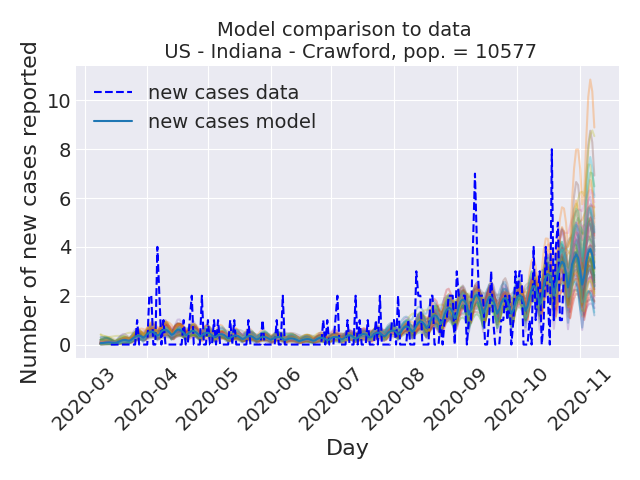 Model comparison to data
US - Indiana - Crawford, pop. = 10577
Number of new cases reported
10
8
6
4
2
0
new cases data
new cases model
2020-03
2020-04
2020-05
2020-06
2020-07
2020-08
2020-09
2020-10
2020-11
Day